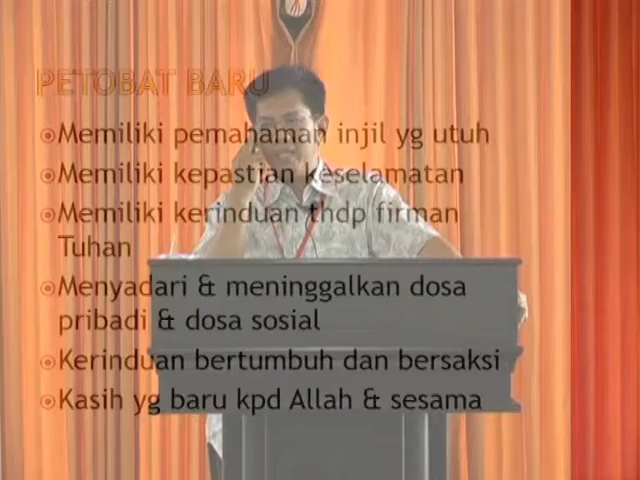 PETOBAT BARU
Memiliki pemahaman injil yg utuh
Memiliki kepastian keselamatan
Memiliki kerinduan thdp firman
Tuhan
Menyadari & meninggalkan dosa
pribadi & dosa sosial
Kerinduan bertumbuh dan bersaksi
Kasih yg baru kpd Allah & sesama